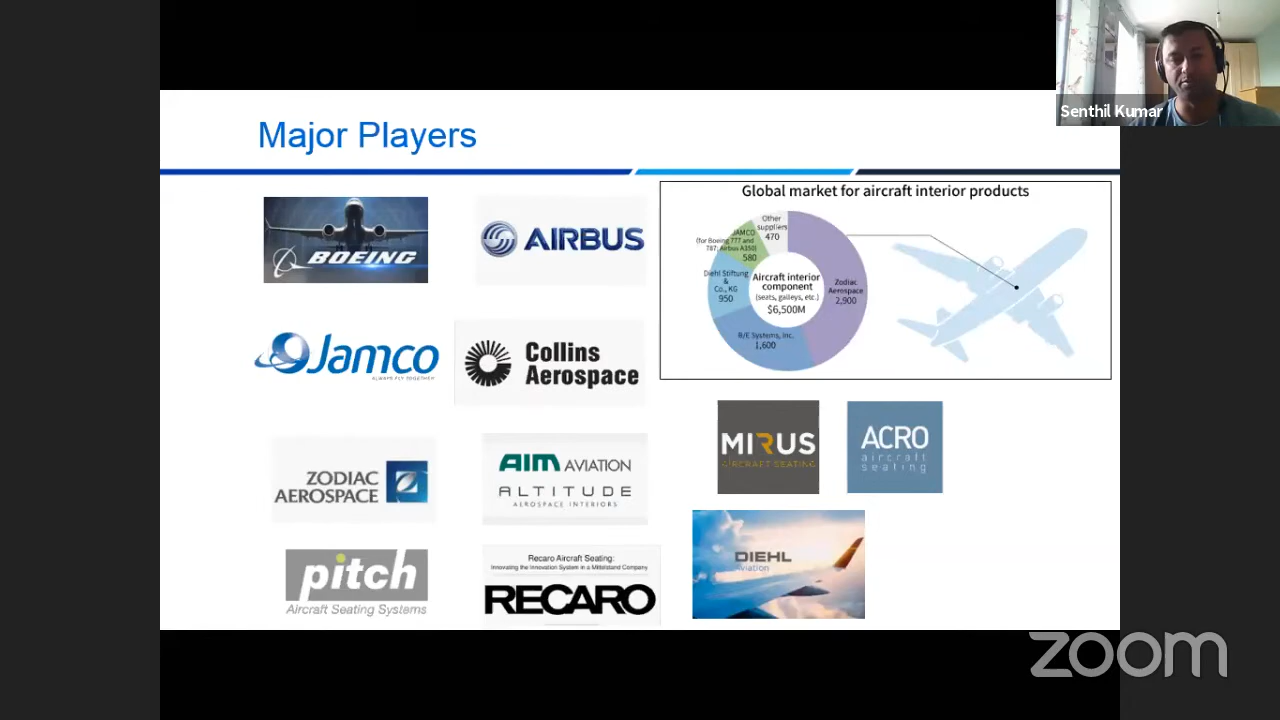 Senthil Kumar
Major Players
Global market for aircraft interior products
Other
suppliers
470
JAMCO
(for Boeing 777 and
787; Airbus A350)
580
Diehl Stiftung
&
Co., KG
950
Aircraft interior
component
(seats, galleys, etc.)
$6,500M
Zodiac
Aerospace
2,900
B/E Systems, Inc.
1,600
BOEING
AIRBUS
Jamco
ALWAYS FLY TOGETHER
Collins
Aerospace
ZODIAC
AEROSPACE
AIM AVIATION
ALTITUDE
AEROSPACE INTERIORS
MIRUS
AIRCRAFT SEATING
ACRO
aircraft
seating
pitch
Aircraft Seating Systems
Recaro Aircraft Seating:
Innovating the Innovation System in a Mittelstand Company
RECARO
DIEHL
Aviation
zoom